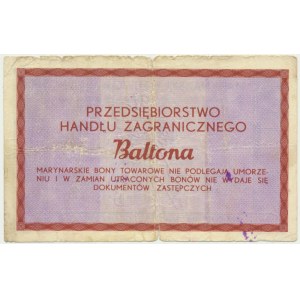 PRZEDSIĘBIORSTWO
HANDLU ZAGRANICZNEGO
Baltona
MARYNARSKIE BONY TOWAROWE NIE PODLEGAJĄ UMORZE-
NIU I W ZAMIAN UTRACONYCH BONÓW NIE WYDAJE SIĘ
DOKUMENTÓW ZASTĘPCZYCH